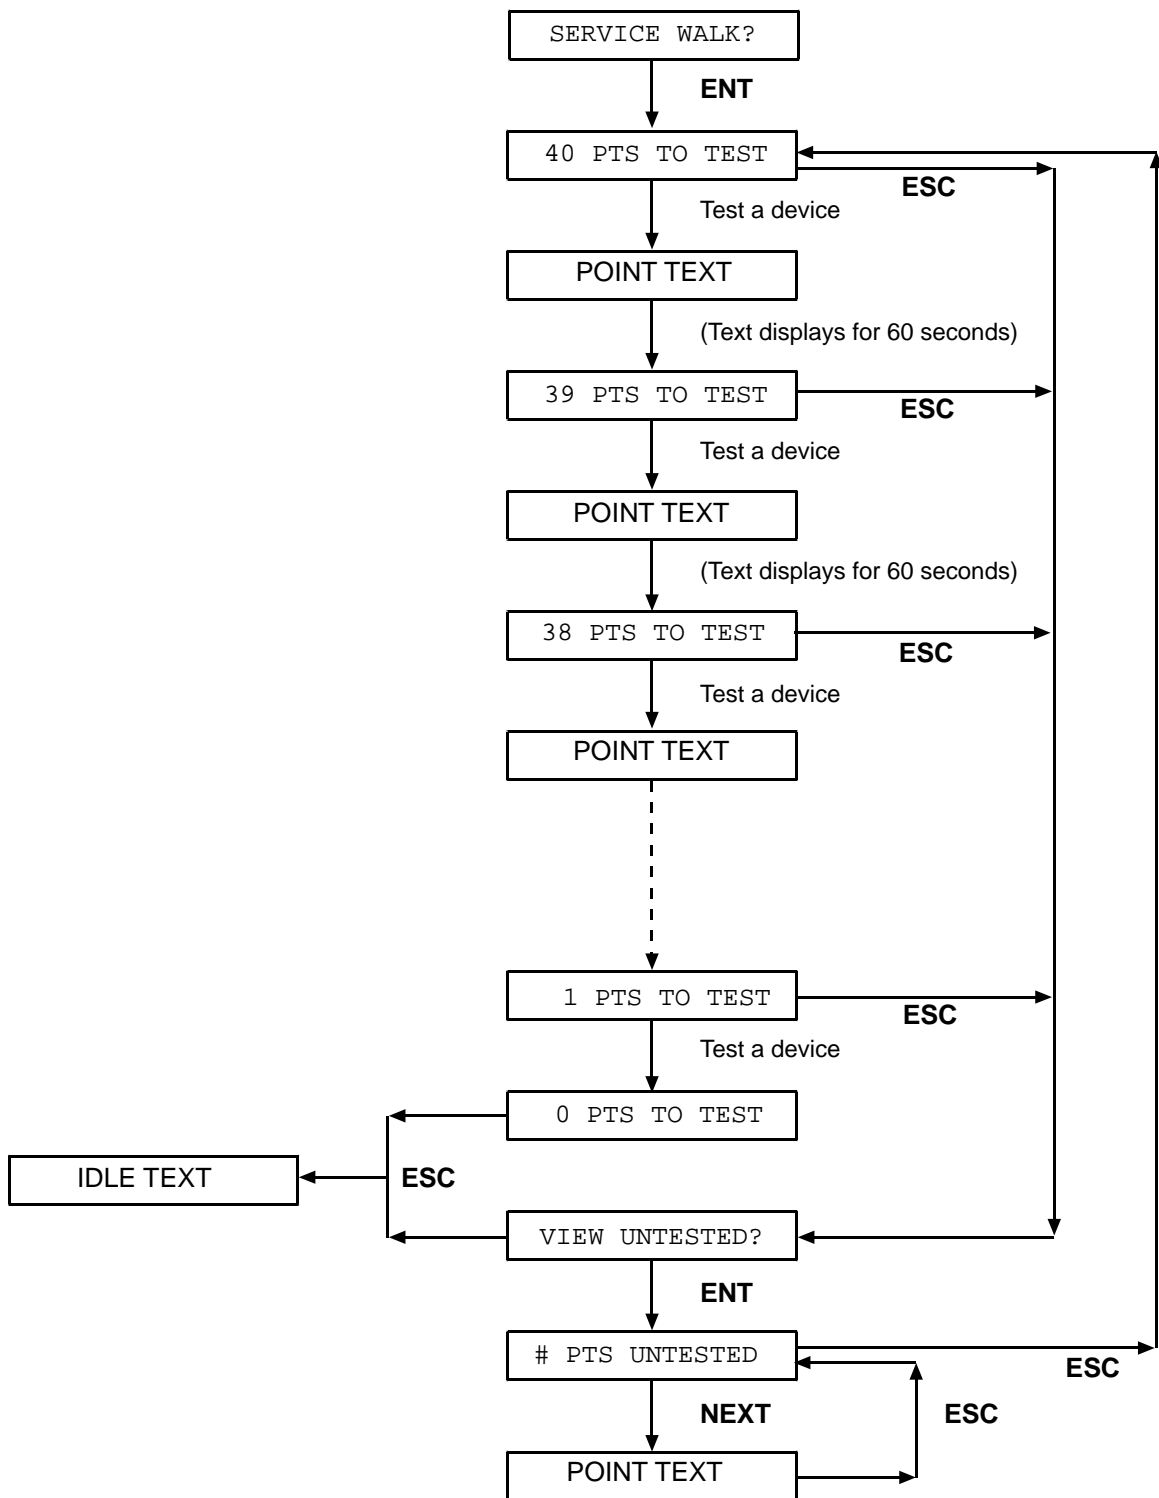 SERVICE WALK?
ENT
40 PTS TO TEST
ESC
Test a device
POINT TEXT
(Text displays for 60 seconds)
39 PTS TO TEST
ESC
Test a device
POINT TEXT
(Text displays for 60 seconds)
38 PTS TO TEST
ESC
Test a device
POINT TEXT
1 PTS TO TEST
ESC
Test a device
0 PTS TO TEST
IDLE TEXT
ESC
VIEW UNTESTED?
ENT
# PTS UNTESTED
ESC
NEXT
ESC
POINT TEXT